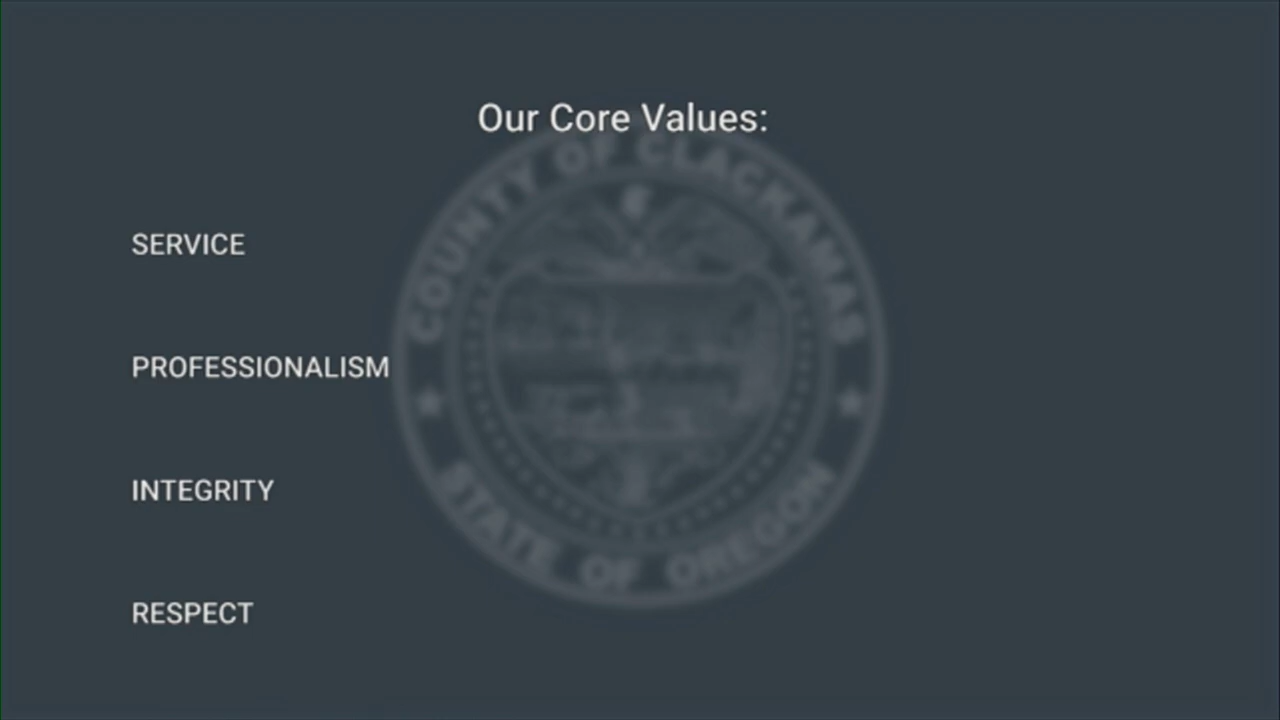 Our Core Values:
COUNTY OF CLACKAMAS
SERVICE
PROFESSIONALISM
INTEGRITY
RESPECT
STATE OF OREGON